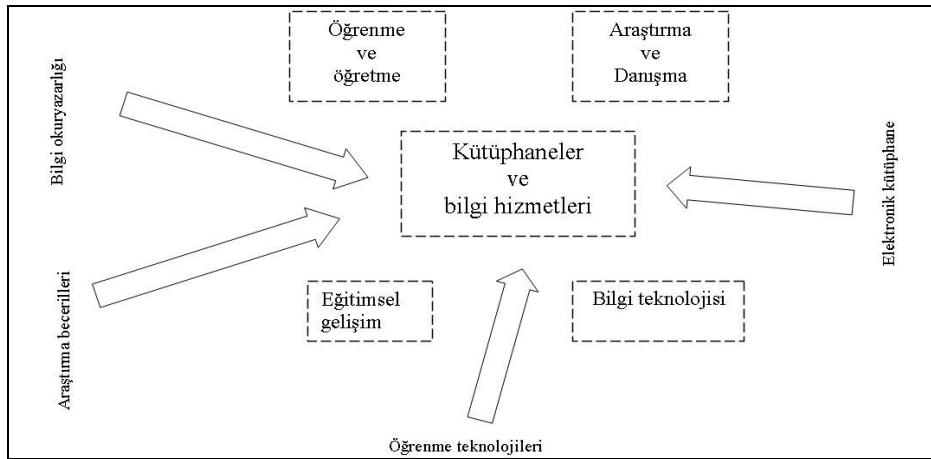 Öğrenme
ve
öğretme
Araştırma
ve
Danışma
Bilgi okuryazarlığı
Kütüphaneler
ve
bilgi hizmetleri
Elektronik kütüphane
Araştırma becerilleri
Eğitimsel
gelişim
Bilgi teknolojisi
Öğrenme teknolojileri